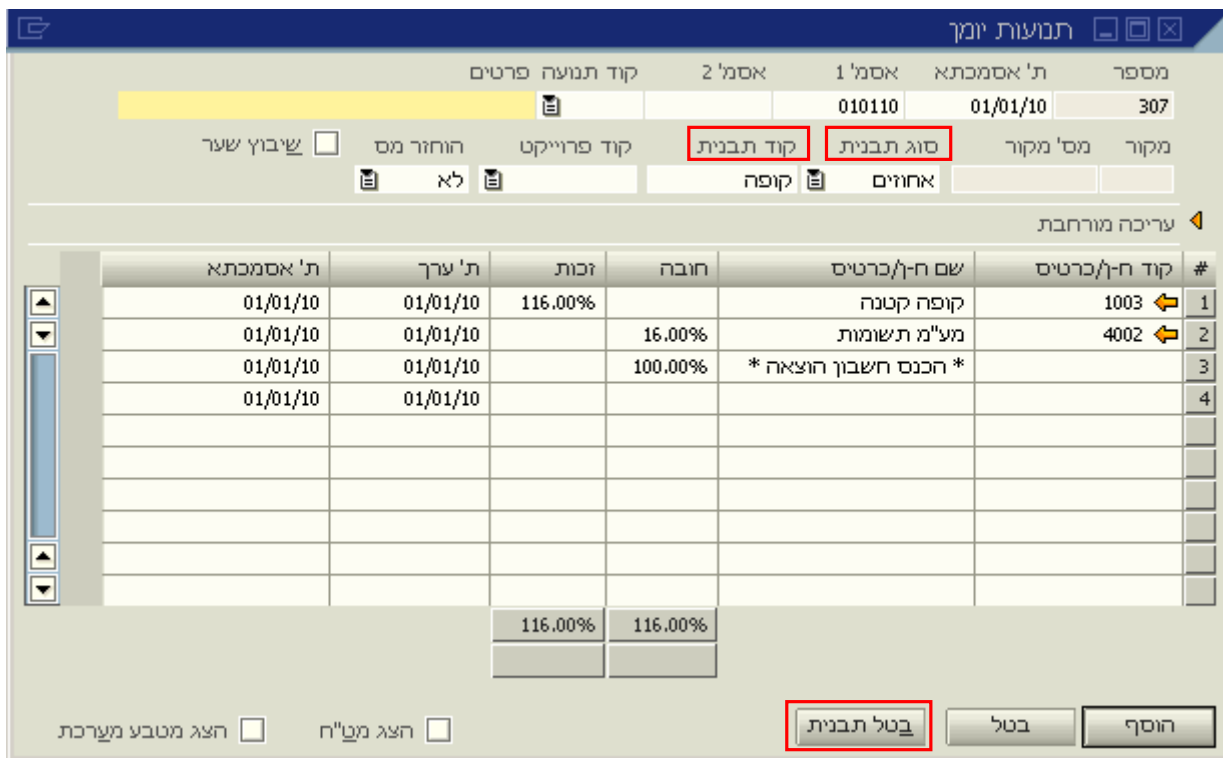 תנועות יומן
מספר ת' אסמכתא אסמ' 1 אסמ' 2 קוד תנועה פרטים
307 01/01/10 010110
מקור מס' מקור סוג תבנית קוד תבנית קוד פרוייקט הוחזר מס שיבוץ שער
אחוזים קופה לא
עריכה מורחבת
# קוד ח-ן/כרטיס שם ח-ן/כרטיס חובה זכות ת' ערך ת' אסמכתא
1 1003 קופה קטנה 116.00% 01/01/10 01/01/10
2 4002 מע"מ תשומות 16.00% 01/01/10 01/01/10
3 * הכנס חשבון הוצאה * 100.00% 01/01/10 01/01/10
4 01/01/10 01/01/10
116.00% 116.00%
הוסף בטל בטל תבנית הצג מט"ח הצג מטבע מערכת